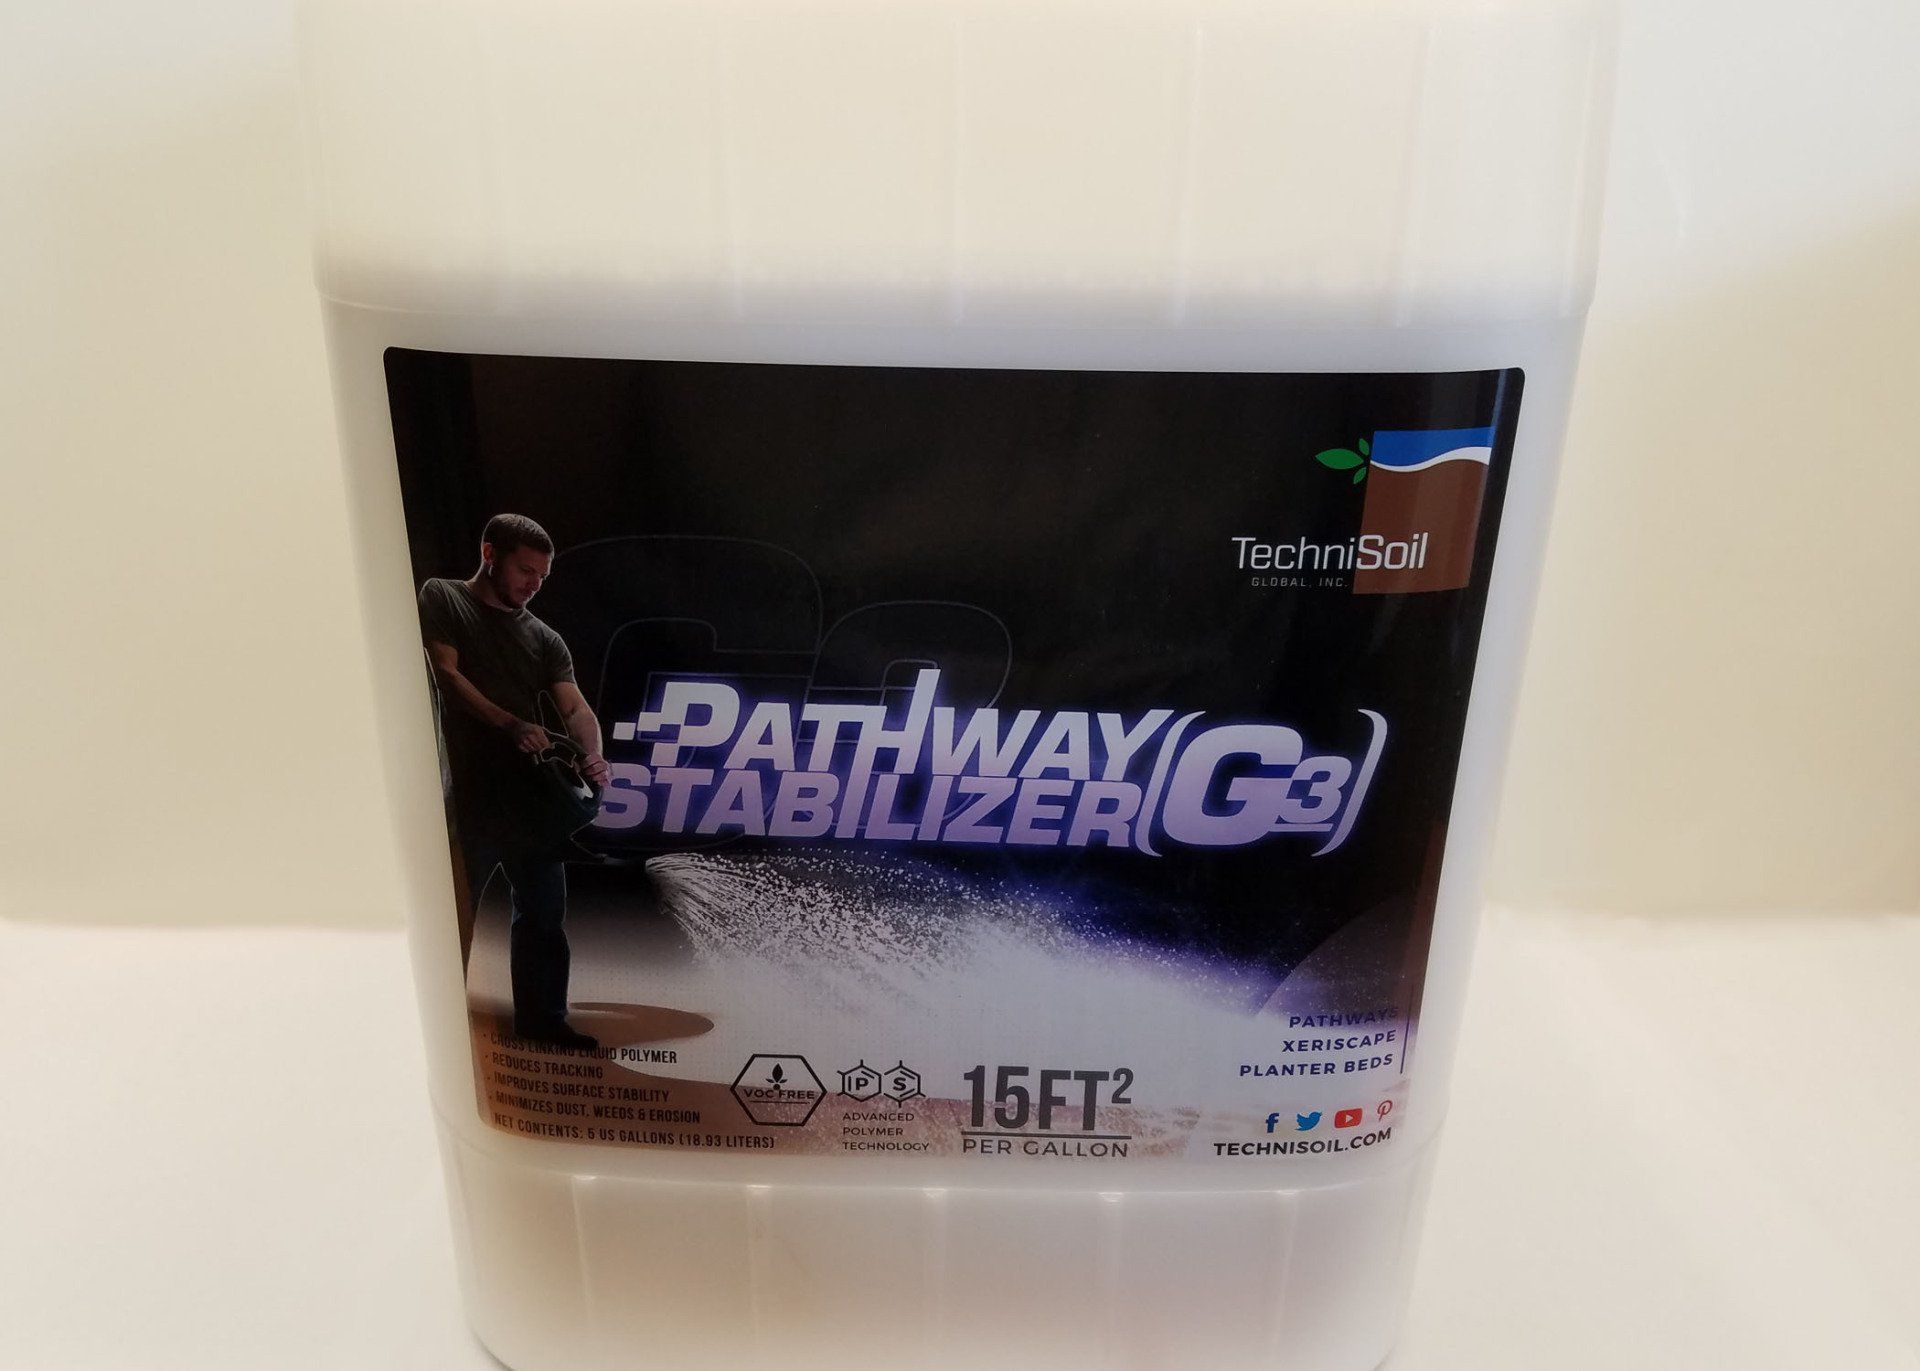 TechniSoil
GLOBAL, INC.
G3
PATHWAY
STABILIZER
(G3)
PATHWAYS
XERISCAPE
PLANTER BEDS
· CROSS LINKING LIQUID POLYMER
· REDUCES TRACKING
· IMPROVES SURFACE STABILITY
· MINIMIZES DUST, WEEDS & EROSION
NET CONTENTS: 5 US GALLONS (18.93 LITERS)
VOC FREE
IPS
ADVANCED
POLYMER
TECHNOLOGY
15FT²
PER GALLON
TECHNISOIL.COM